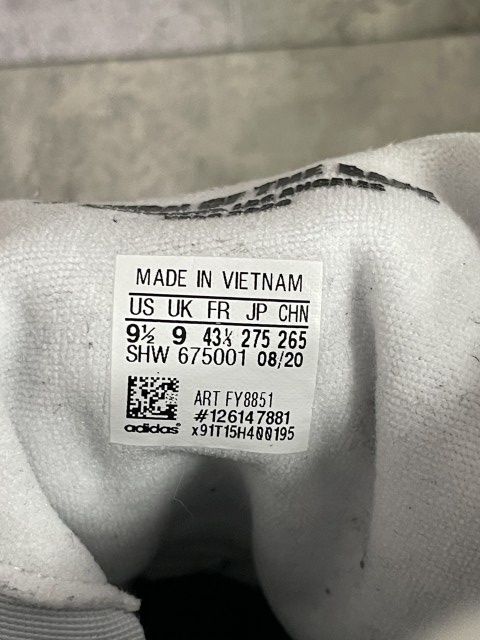 MADE IN VIETNAM
US UK FR JP CHN
9½ 9 43⅓ 275 265
SHW 675001 08/20
ART FY8851
#126147881
adidas® x91T15H400195